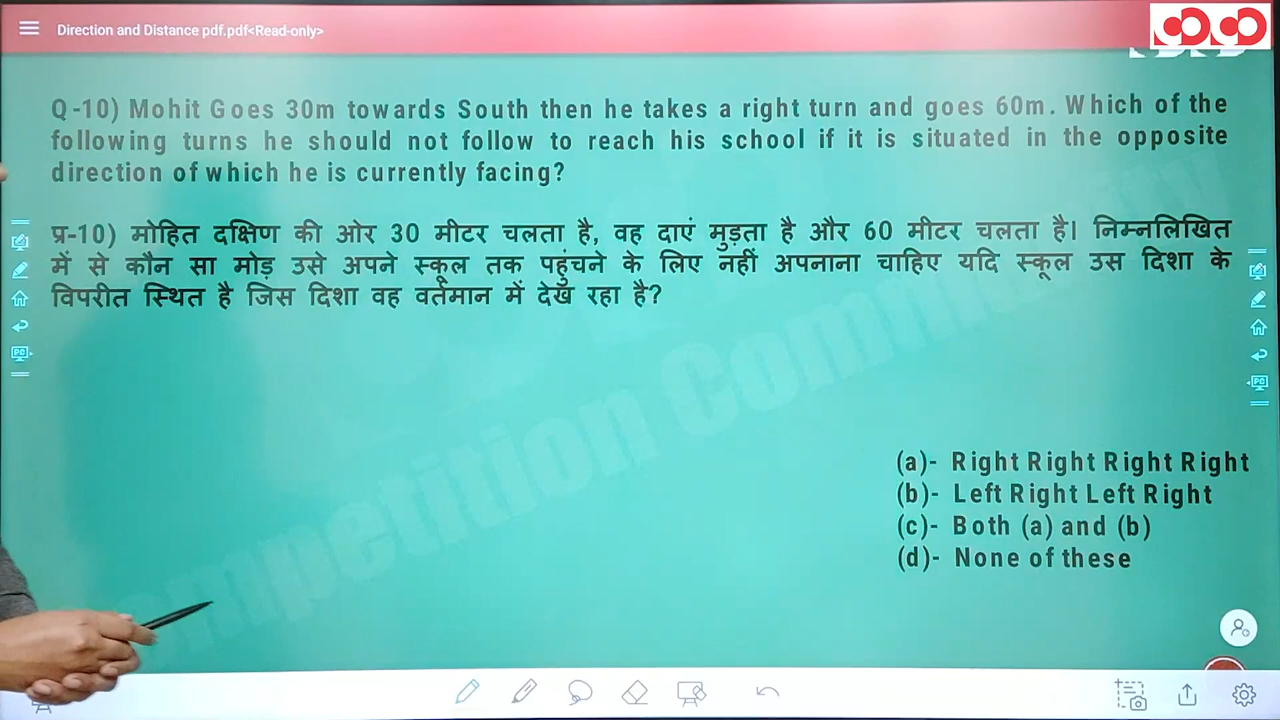 Direction and Distance pdf.pdf<Read-only>
Q-10) Mohit Goes 30m towards South then he takes a right turn and goes 60m. Which of the
following turns he should not follow to reach his school if it is situated in the opposite
direction of which he is currently facing?
प्र-10) मोहित दक्षिण की ओर 30 मीटर चलता है, वह दाएं मुड़ता है और 60 मीटर चलता है। निम्नलिखित
में से कौन सा मोड़ उसे अपने स्कूल तक पहुंचने के लिए नहीं अपनाना चाहिए यदि स्कूल उस दिशा के
विपरीत स्थित है जिस दिशा वह वर्तमान में देख रहा है?
(a)- Right Right Right Right
(b)- Left Right Left Right
(c)- Both (a) and (b)
(d)- None of these
Competition Community
PC
PC